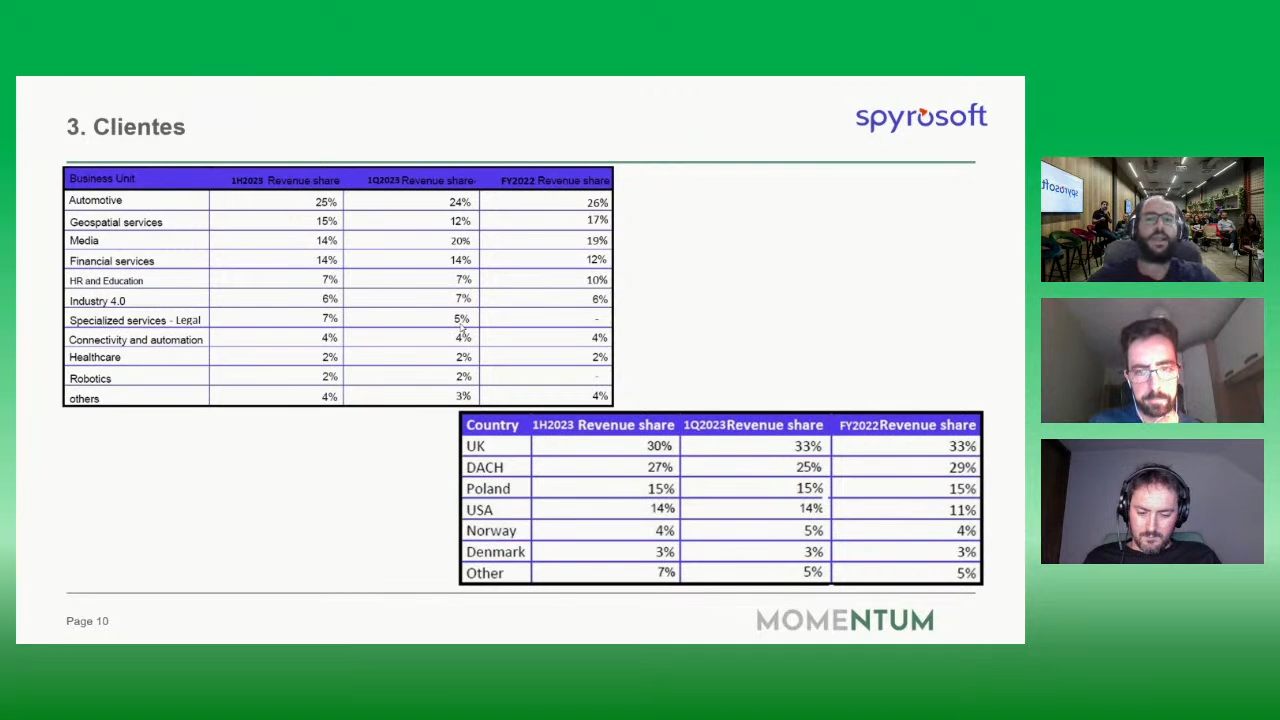 3. Clientes
spyrosoft
Business Unit 1H2023 Revenue share 1Q2023 Revenue share FY2022 Revenue share
Automotive 25% 24% 26%
Geospatial services 15% 12% 17%
Media 14% 20% 19%
Financial services 14% 14% 12%
HR and Education 7% 7% 10%
Industry 4.0 6% 7% 6%
Specialized services - Legal 7% 5% -
Connectivity and automation 4% 4% 4%
Healthcare 2% 2% 2%
Robotics 2% 2% -
others 4% 3% 4%
Country 1H2023 Revenue share 1Q2023 Revenue share FY2022 Revenue share
UK 30% 33% 33%
DACH 27% 25% 29%
Poland 15% 15% 15%
USA 14% 14% 11%
Norway 4% 5% 4%
Denmark 3% 3% 3%
Other 7% 5% 5%
Page 10
MOMENTUM
spyrosoft